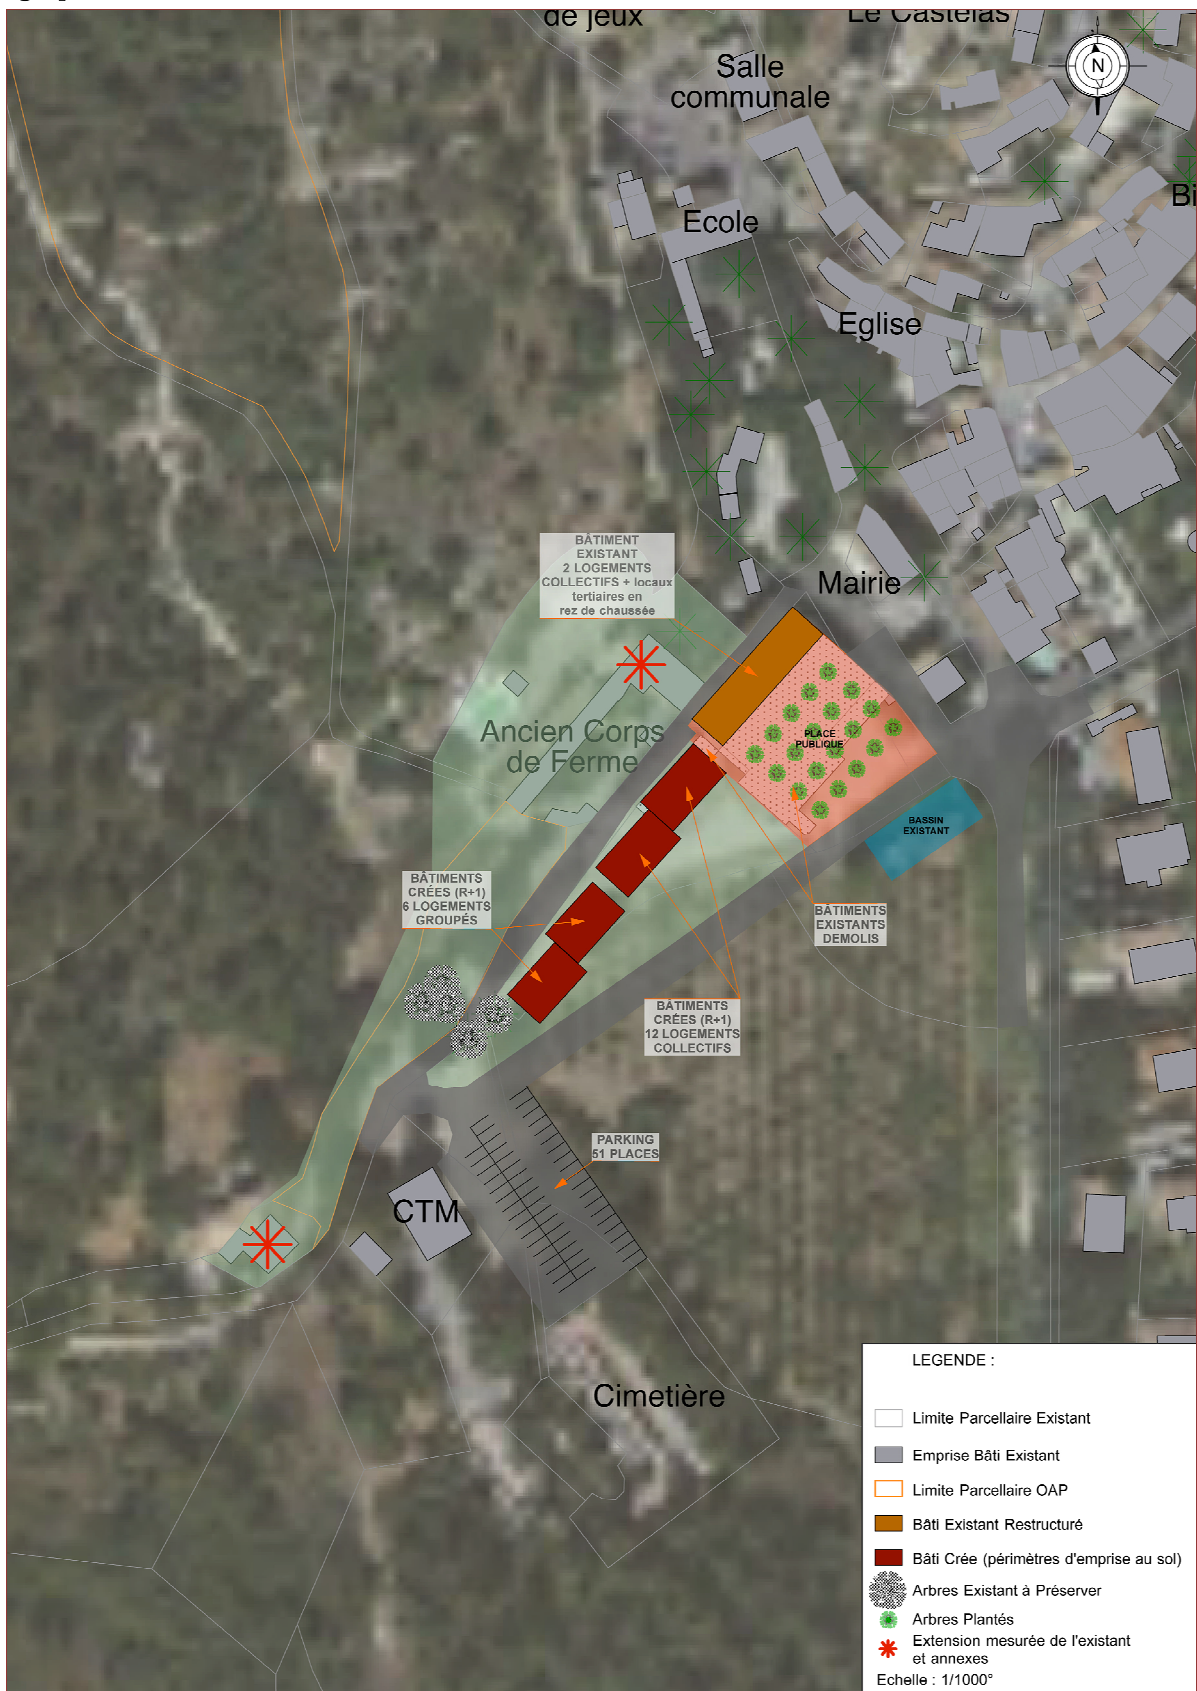 de jeux
Le Castelas
N
Salle
communale
Bi
Ecole
Eglise
BÂTIMENT
EXISTANT
2 LOGEMENTS
COLLECTIFS + locaux
tertiaires en
rez de chaussée
Mairie
Ancien Corps
de Ferme
PLACE
PUBLIQUE
BASSIN
EXISTANT
BÂTIMENTS
CRÉES (R+1)
6 LOGEMENTS
GROUPÉS
BÂTIMENTS
EXISTANTS
DEMOLIS
BÂTIMENTS
CRÉES (R+1)
12 LOGEMENTS
COLLECTIFS
PARKING
51 PLACES
CTM
Cimetière
LEGENDE :
Limite Parcellaire Existant
Emprise Bâti Existant
Limite Parcellaire OAP
Bâti Existant Restructuré
Bâti Crée (périmètres d'emprise au sol)
Arbres Existant à Préserver
Arbres Plantés
Extension mesurée de l'existant
et annexes
Echelle : 1/1000°